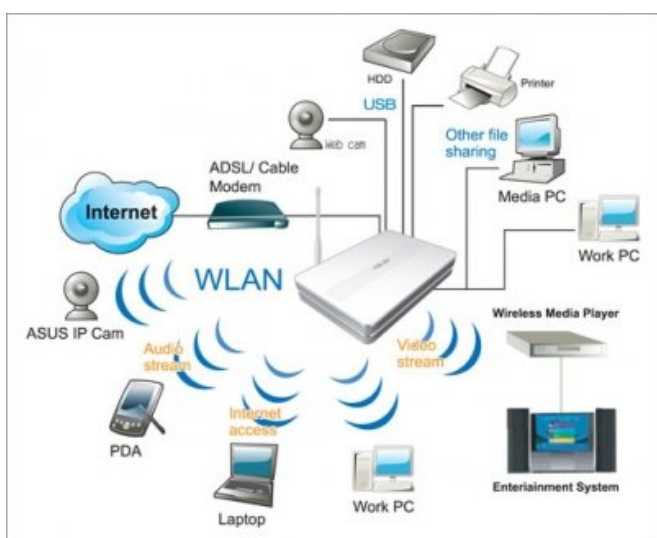 HDD
Printer
USB
Web cam
Other file
sharing
ADSL/ Cable
Modem
Media PC
Internet
Work PC
WLAN
ASUS
ASUS IP Cam
Wireless Media Player
Audio
stream
Video
stream
Internet
access
PDA
Laptop
Work PC
Enteriainment System